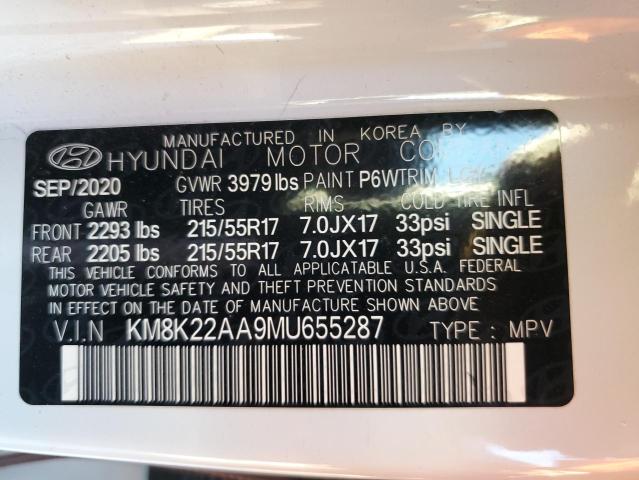 MANUFACTURED IN KOREA BY
HYUNDAI MOTOR
SEP/2020 GVWR 3979 lbs PAINT P6W TRIM
GAWR TIRES RIMS COLD TIRE INFL
FRONT 2293 lbs 215/55R17 7.0JX17 33psi SINGLE
REAR 2205 lbs 215/55R17 7.0JX17 33psi SINGLE
THIS VEHICLE CONFORMS TO ALL APPLICATABLE U.S.A. FEDERAL
MOTOR VEHICLE SAFETY AND THEFT PREVENTION STANDARDS
IN EFFECT ON THE DATE OF MANUFACTURE SHOWN ABOVE
V.I.N KM8K22AA9MU655287 TYPE : MPV